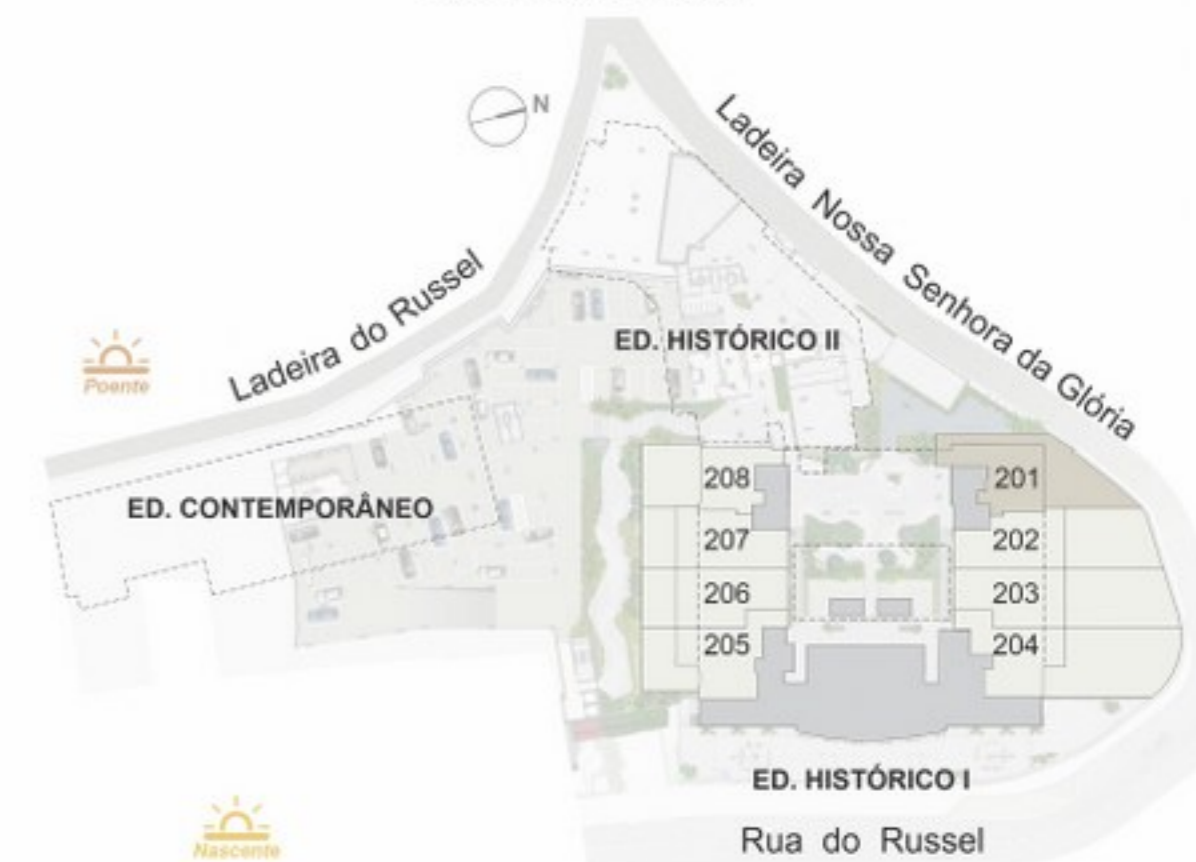 N
Ladeira Nossa Senhora da Glória
Ladeira do Russel
Poente
ED. HISTÓRICO II
ED. CONTEMPORÂNEO
208
201
207
202
206
203
205
204
ED. HISTÓRICO I
Rua do Russel
Nascente